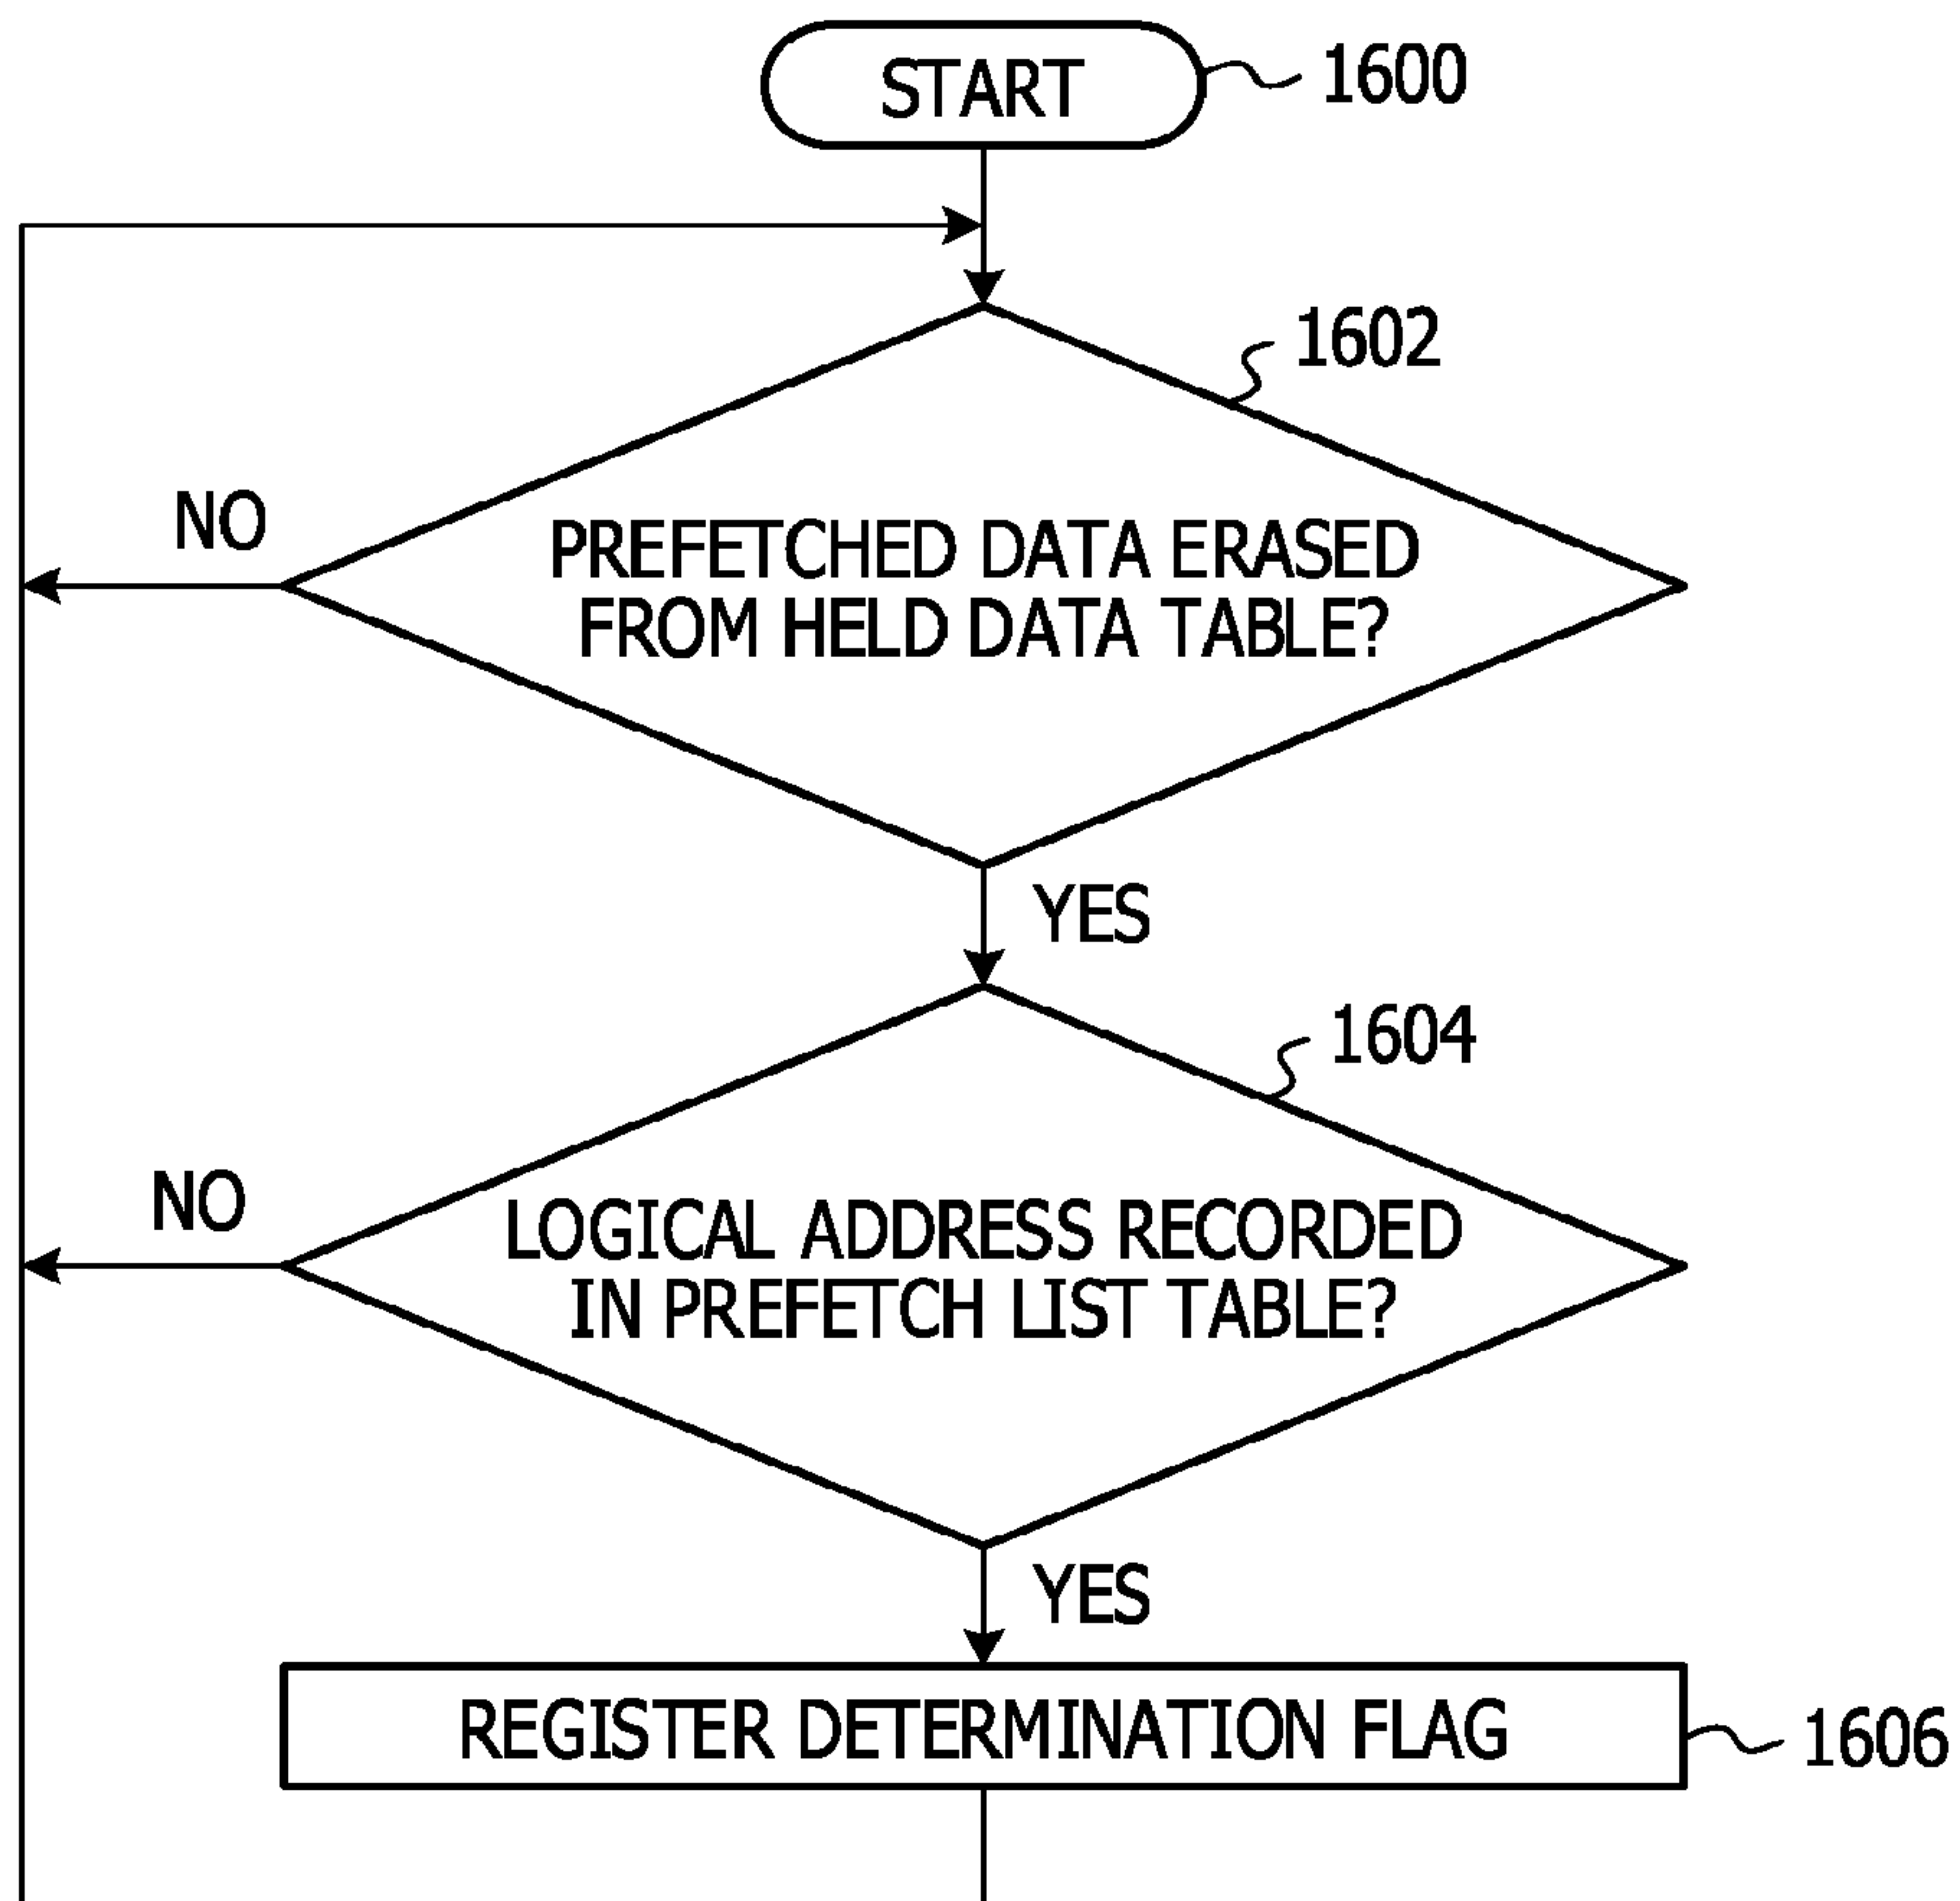 START
1600
1602
NO
PREFETCHED DATA ERASED
FROM HELD DATA TABLE?
YES
1604
NO
LOGICAL ADDRESS RECORDED
IN PREFETCH LIST TABLE?
YES
REGISTER DETERMINATION FLAG
1606